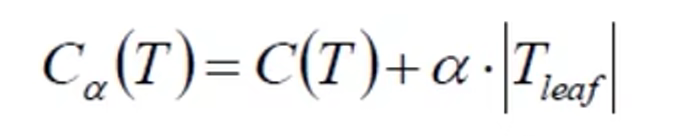 C_α(T) = C(T) + α · |T_leaf|